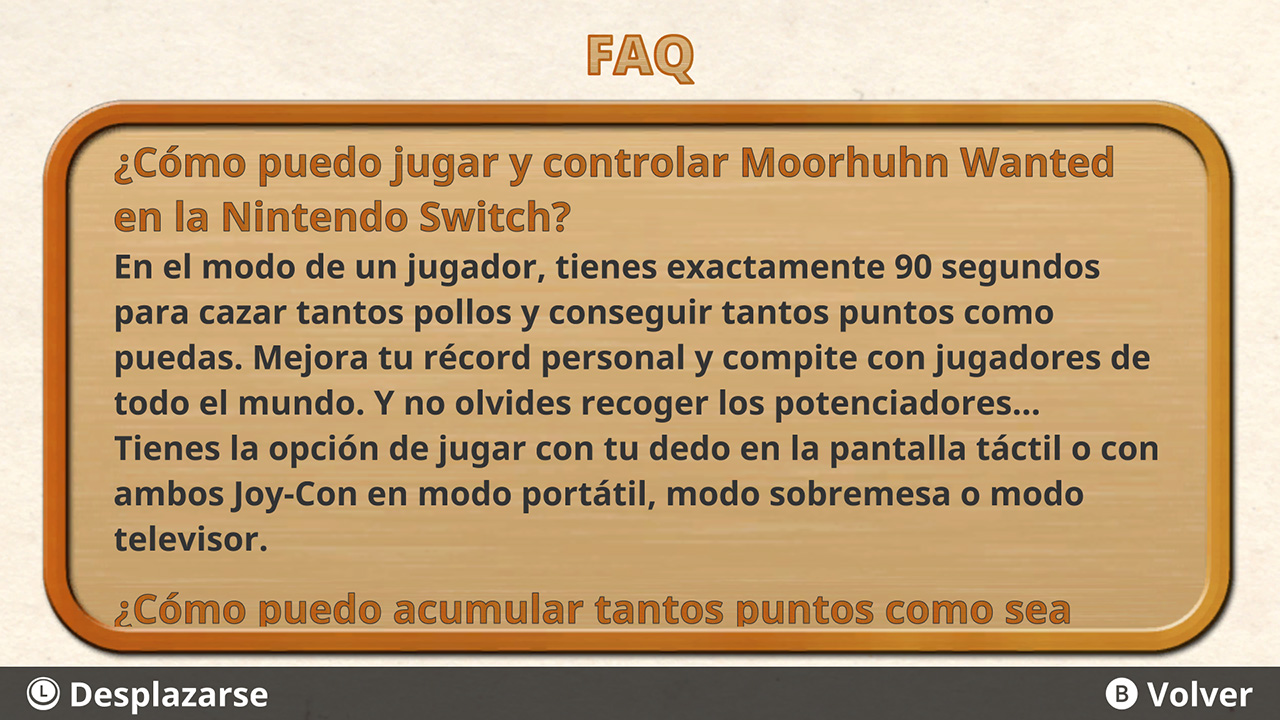 FAQ
¿Cómo puedo jugar y controlar Moorhuhn Wanted
en la Nintendo Switch?
En el modo de un jugador, tienes exactamente 90 segundos
para cazar tantos pollos y conseguir tantos puntos como
puedas. Mejora tu récord personal y compite con jugadores de
todo el mundo. Y no olvides recoger los potenciadores...
Tienes la opción de jugar con tu dedo en la pantalla táctil o con
ambos Joy-Con en modo portátil, modo sobremesa o modo
televisor.
¿Cómo puedo acumular tantos puntos como sea
L Desplazarse
B Volver